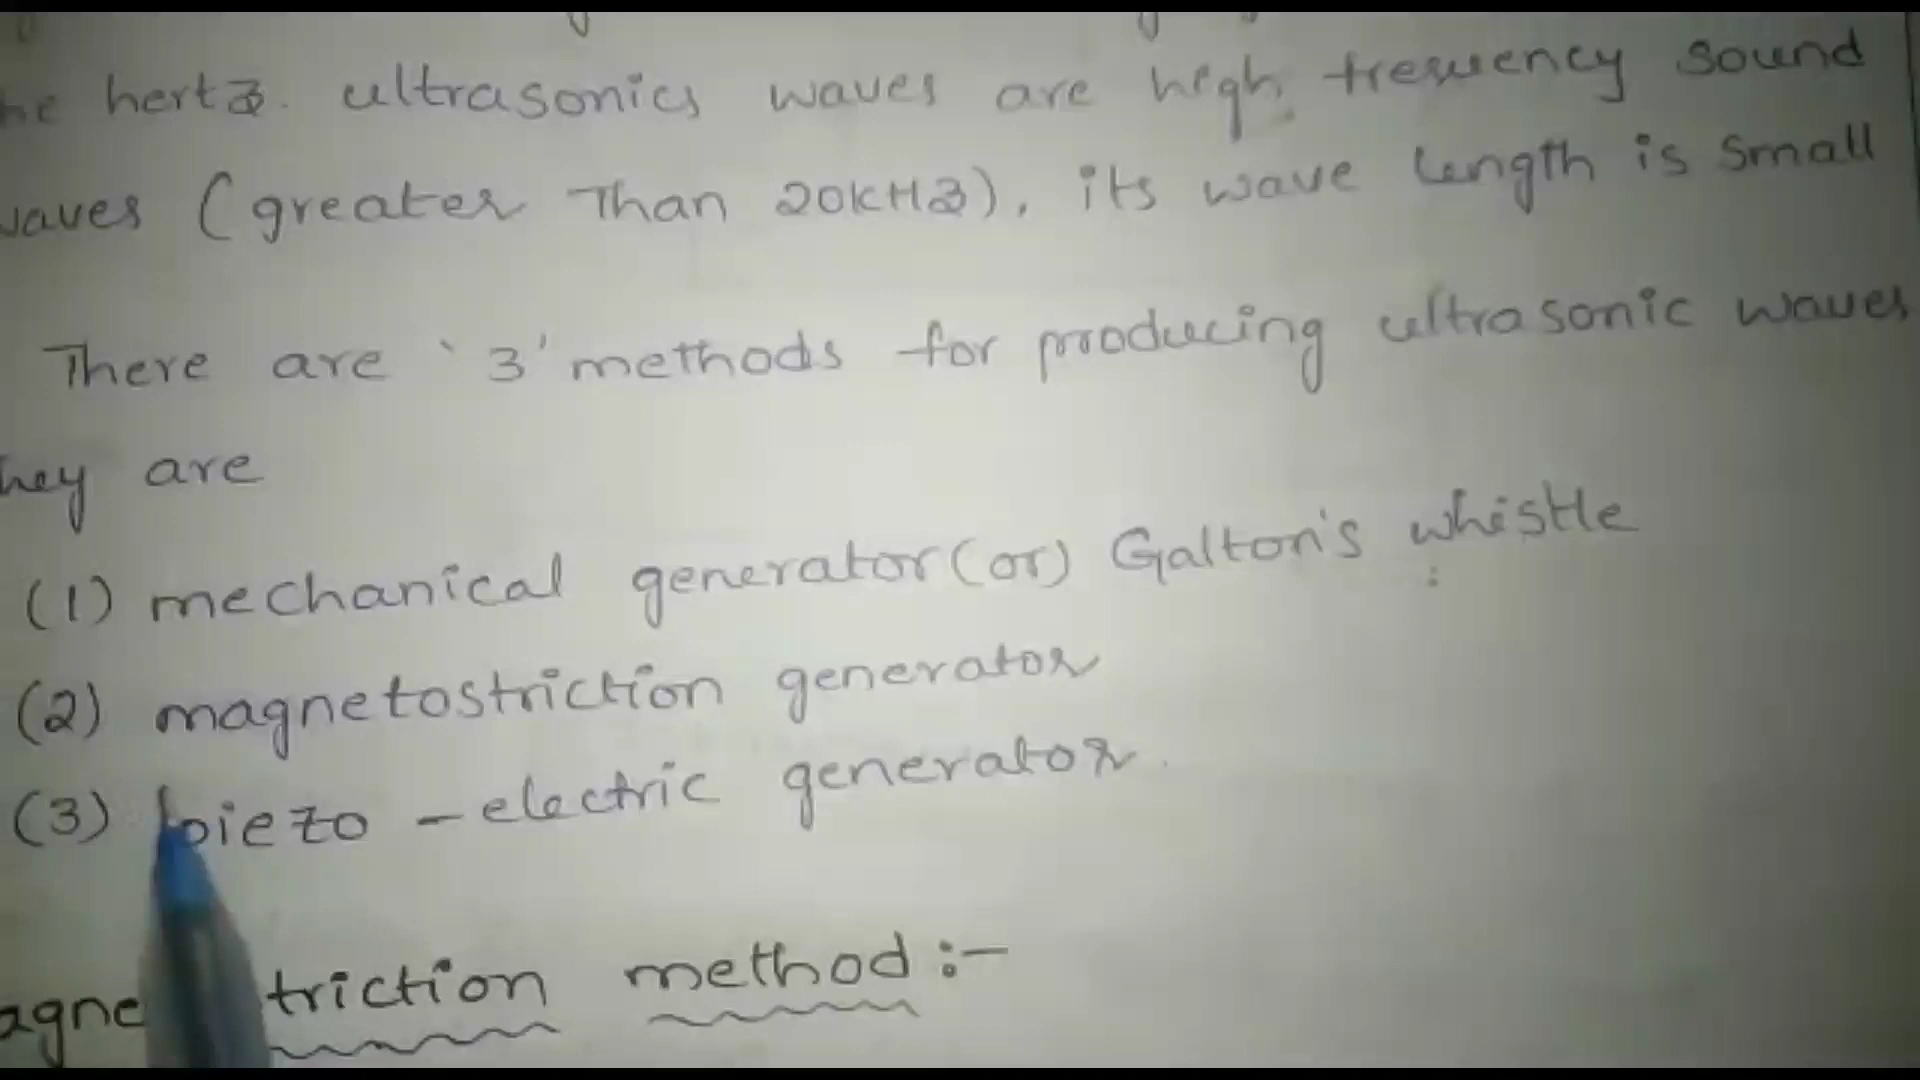 hertz. ultrasonics waves are high frequency sound
waves (greater Than 20KHz), its wave length is small
There are '3' methods for producing ultrasonic waves
they are
(1) mechanical generator (or) Galton's whistle
(2) magnetostriction generator
(3) piezo - electric generator.
triction method :-